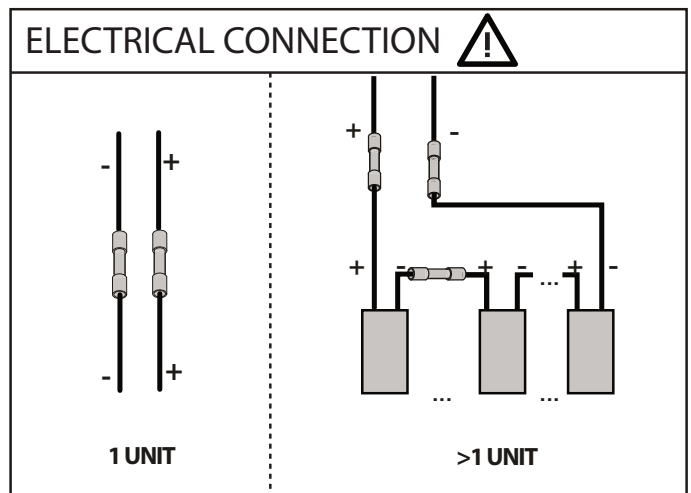 ELECTRICAL CONNECTION !
+ -
- +
+ - + - ... + -
- +
... ...
1 UNIT >1 UNIT